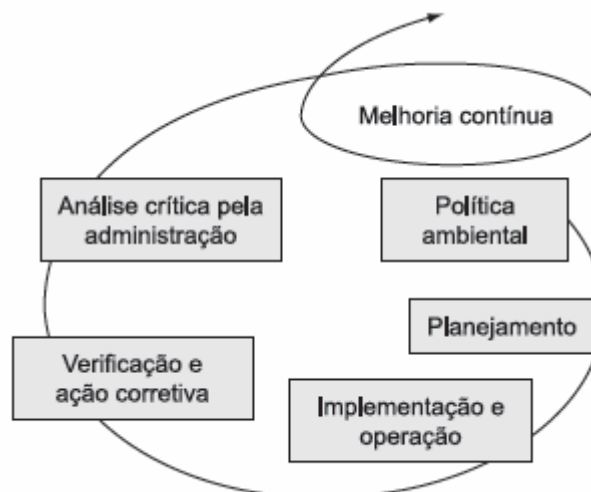 Melhoria contínua
Análise crítica pela
administração
Política
ambiental
Planejamento
Verificação e
ação corretiva
Implementação e
operação